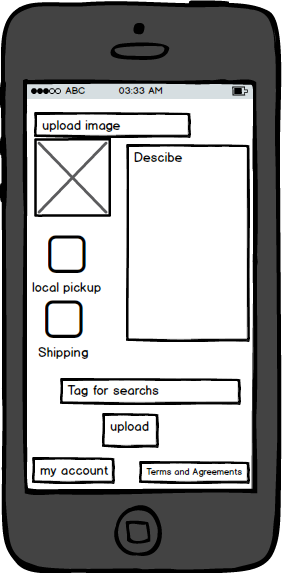 ABC 03:33 AM
upload image
Descibe
local pickup
Shipping
Tag for searchs
upload
my account
Terms and Agreements